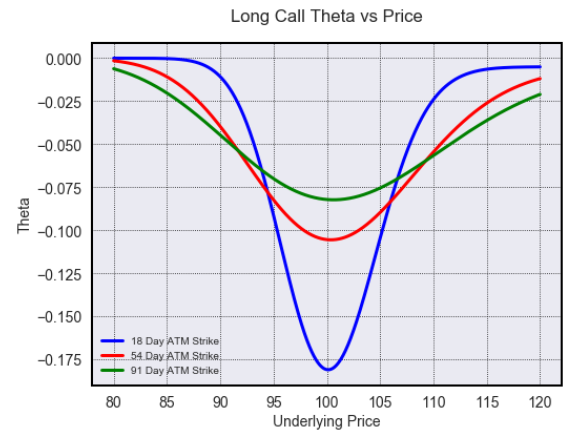 Long Call Theta vs Price
0.000
−0.025
−0.050
−0.075
−0.100
−0.125
−0.150
−0.175
Theta
18 Day ATM Strike
54 Day ATM Strike
91 Day ATM Strike
80 85 90 95 100 105 110 115 120
Underlying Price